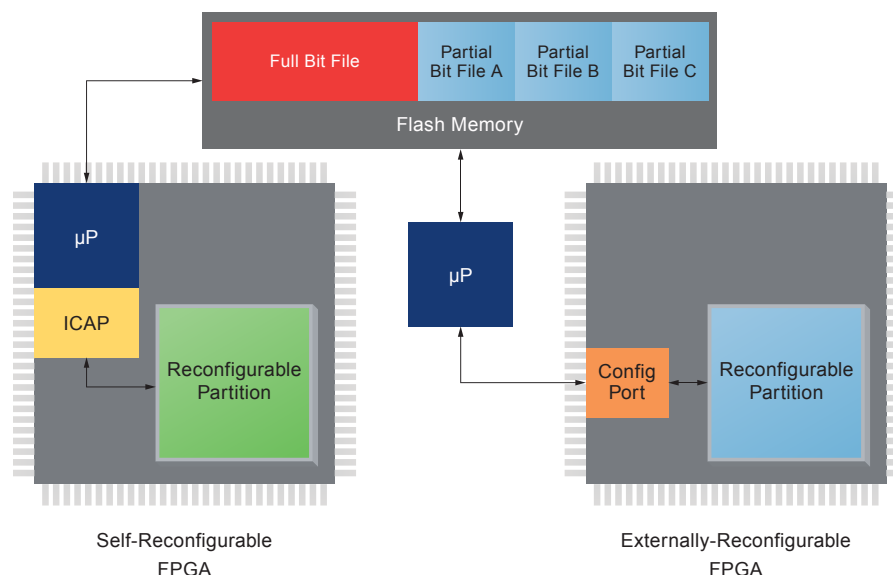 Full Bit File
Partial
Bit File A
Partial
Bit File B
Partial
Bit File C
Flash Memory
µP
ICAP
Reconfigurable
Partition
µP
Config
Port
Reconfigurable
Partition
Self-Reconfigurable
FPGA
Externally-Reconfigurable
FPGA